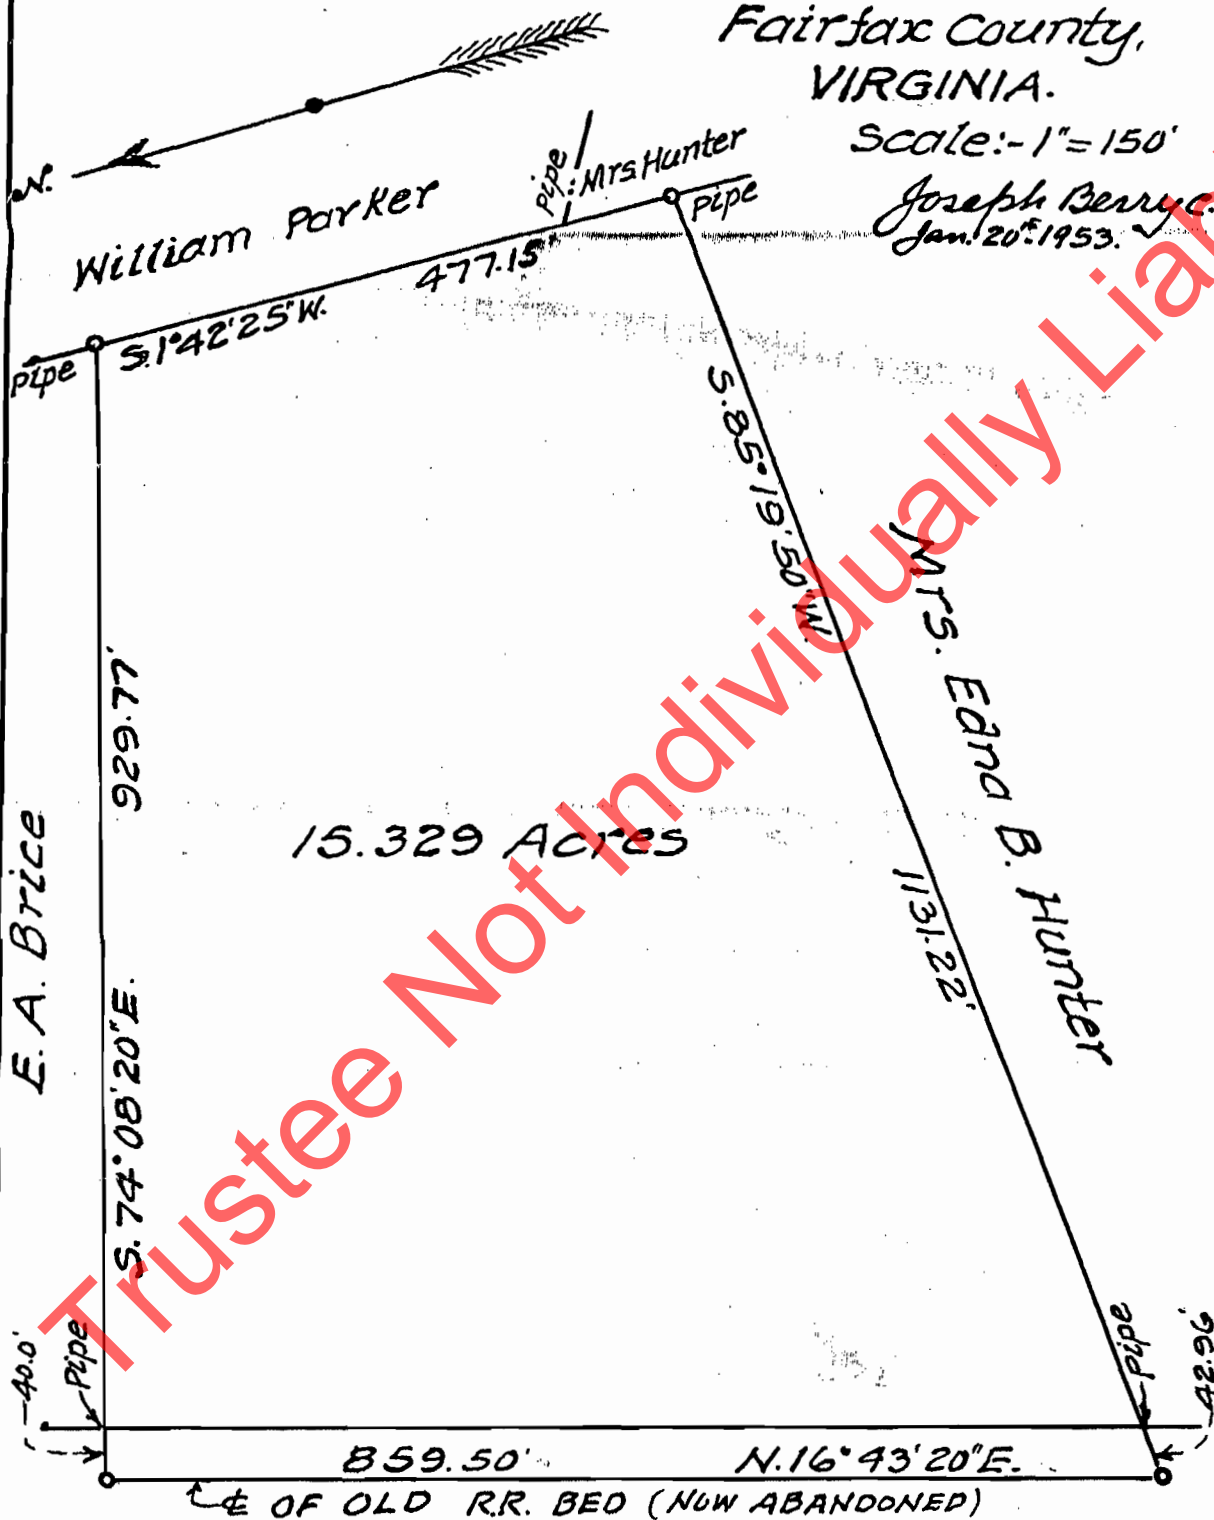 Fairfax County,
VIRGINIA.
Scale:- 1" = 150'
Joseph Berry C.
Jan. 20th 1953.
N.
William Parker
Pipe
Mrs. Hunter
Pipe
477.15'
S.1°42'25"W.
Pipe
S.85°19'50"W.
Mrs. Edna B. Hunter
1131.22'
929.77'
S.74°08'20"E.
E. A. Brice
15.329 Acres
Trustee Not Individually Liab
40.0'
Pipe
Pipe
42.96'
859.50' N.16°43'20"E.
℄ OF OLD R.R. BED (NOW ABANDONED)